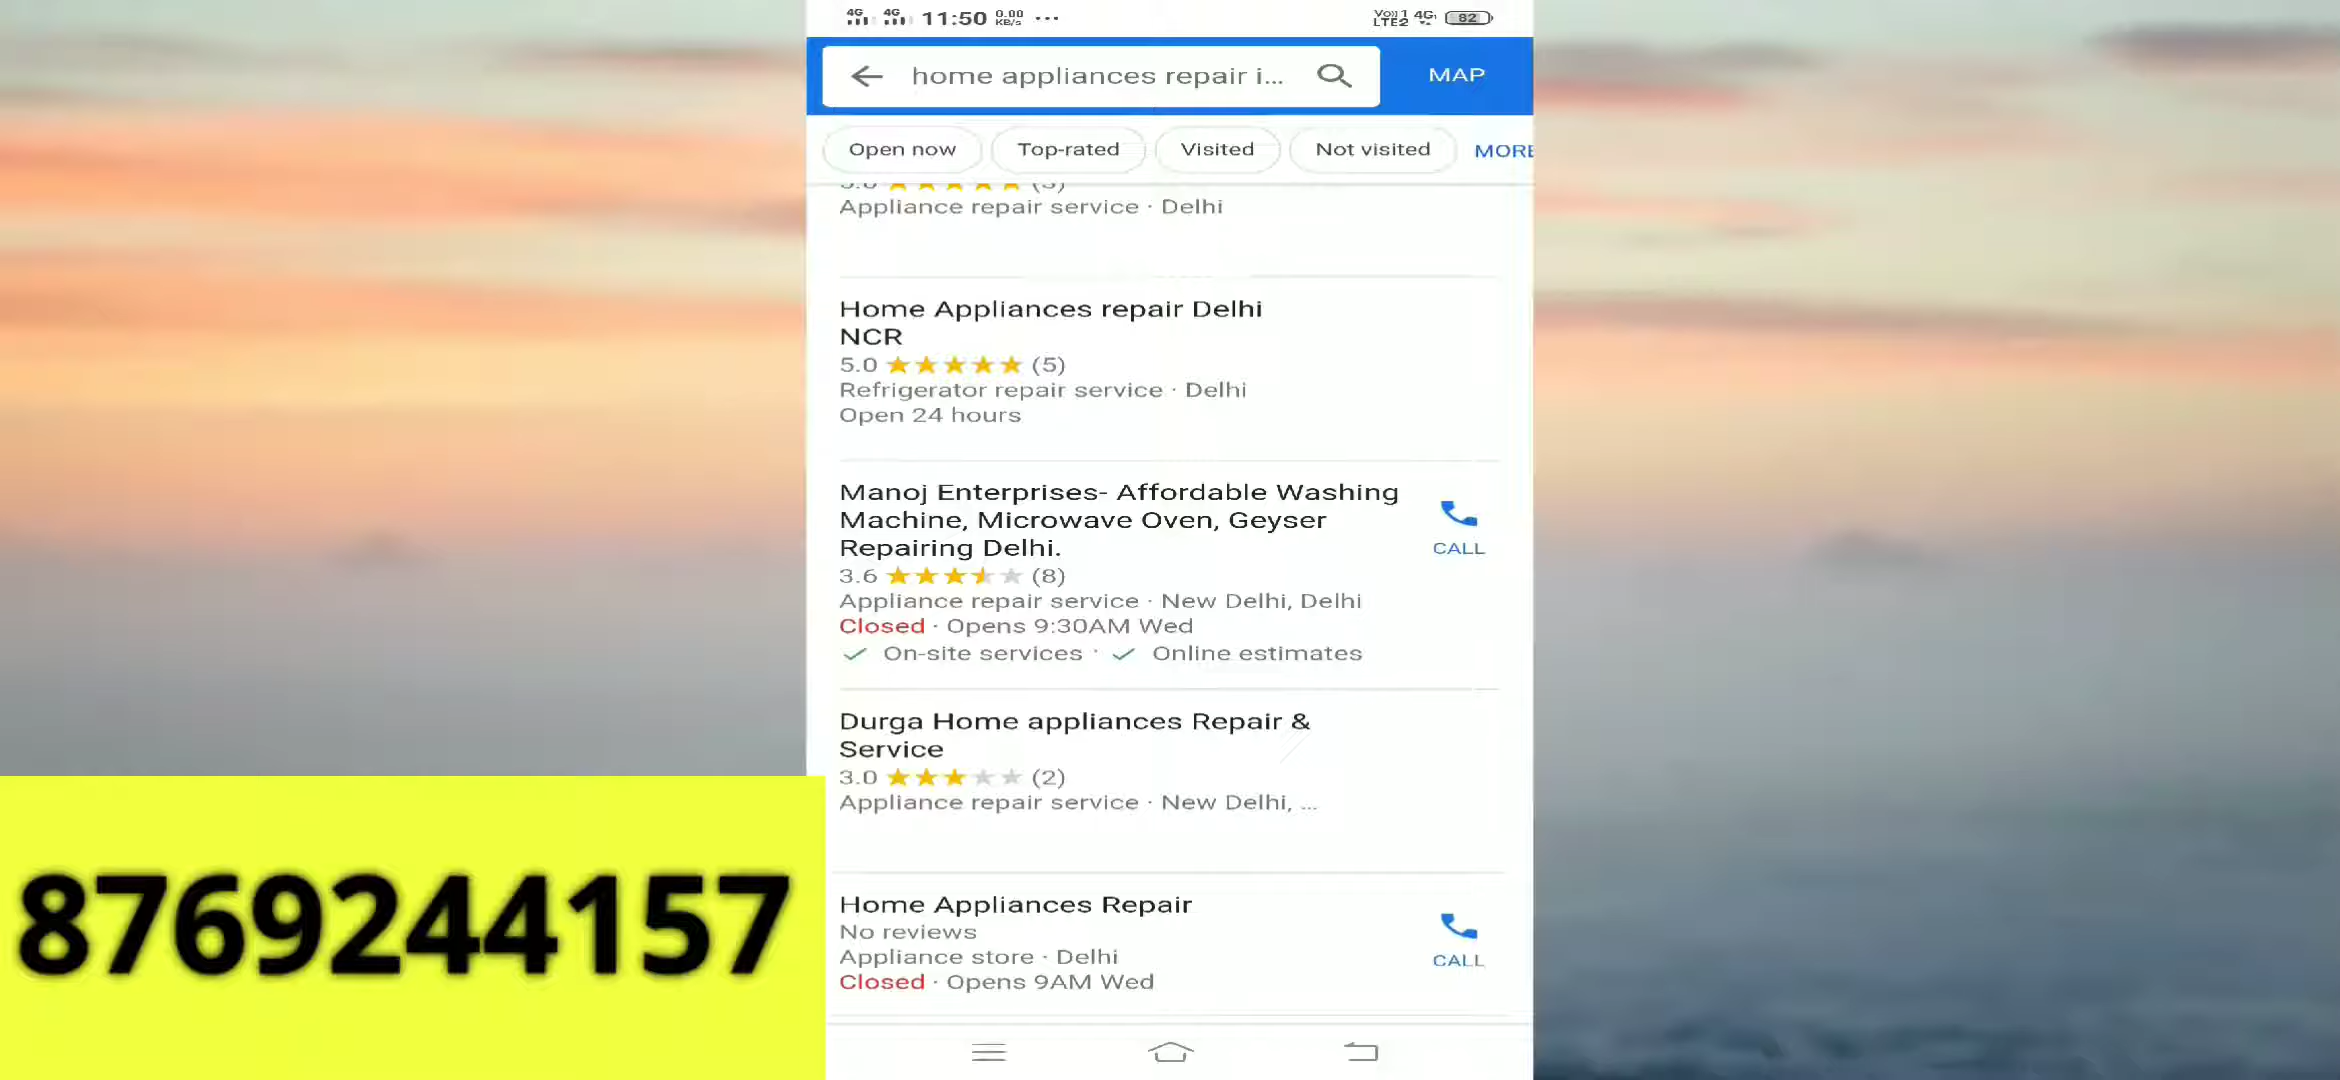 4G 4G 11:50 0.00 KB/s ...
Vo)) 1 4G
LTE2 82
home appliances repair i...
MAP
Open now
Top-rated
Visited
Not visited
MORE
5.0 (3)
Appliance repair service · Delhi
Home Appliances repair Delhi
NCR
5.0 (5)
Refrigerator repair service · Delhi
Open 24 hours
Manoj Enterprises- Affordable Washing
Machine, Microwave Oven, Geyser
Repairing Delhi.
CALL
3.6 (8)
Appliance repair service · New Delhi, Delhi
Closed · Opens 9:30AM Wed
On-site services · Online estimates
Durga Home appliances Repair &
Service
3.0 (2)
Appliance repair service · New Delhi, ...
8769244157
Home Appliances Repair
No reviews
Appliance store · Delhi
CALL
Closed · Opens 9AM Wed